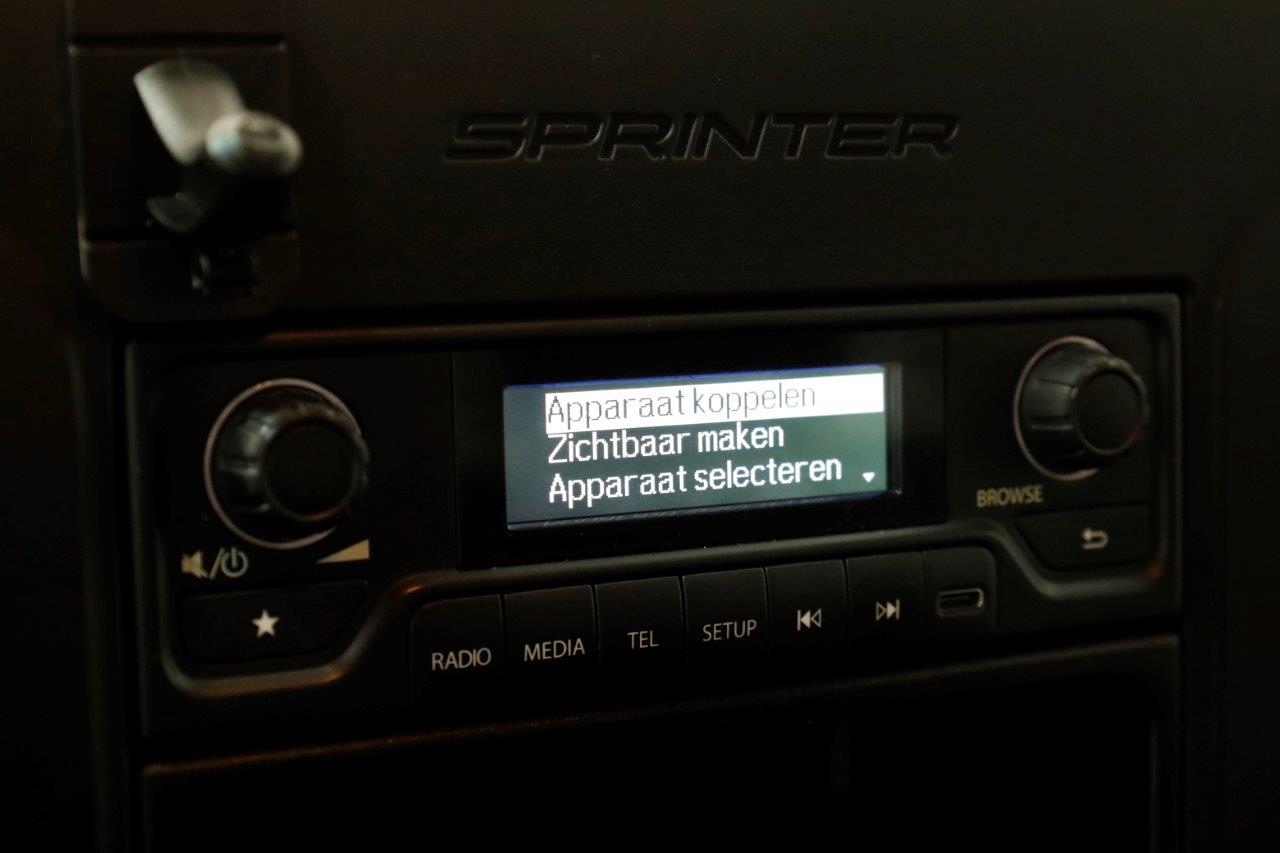 SPRINTER
Apparaat koppelen
Zichtbaar maken
Apparaat selecteren
BROWSE
RADIO
MEDIA
TEL
SETUP